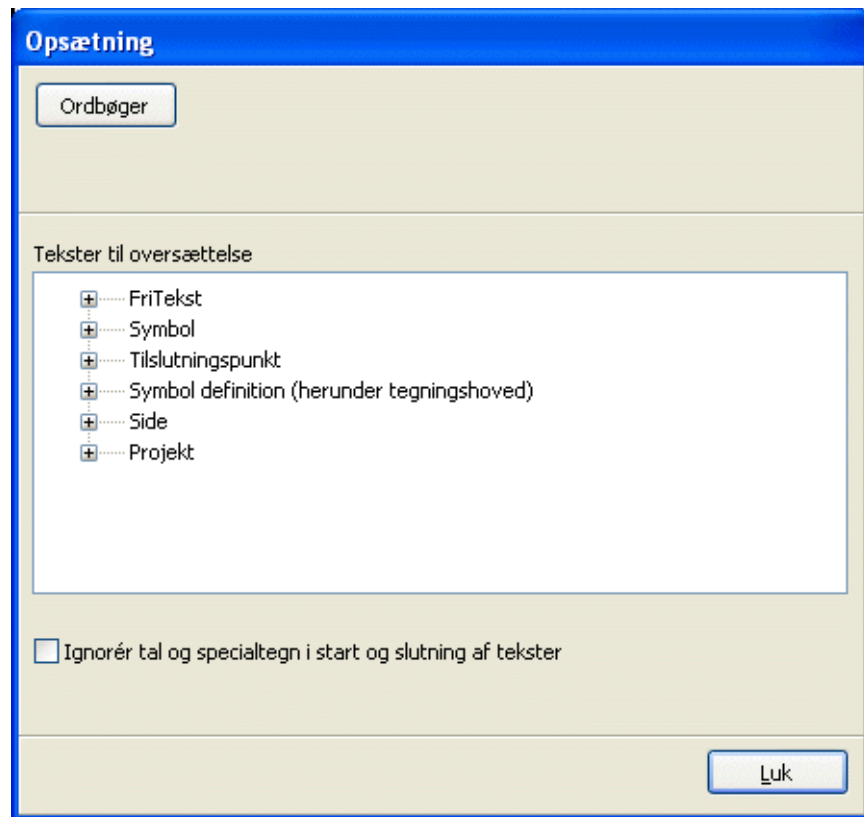 Opsætning
Ordbøger
Tekster til oversættelse
FriTekst
Symbol
Tilslutningspunkt
Symbol definition (herunder tegningshoved)
Side
Projekt
Ignorér tal og specialtegn i start og slutning af tekster
Luk